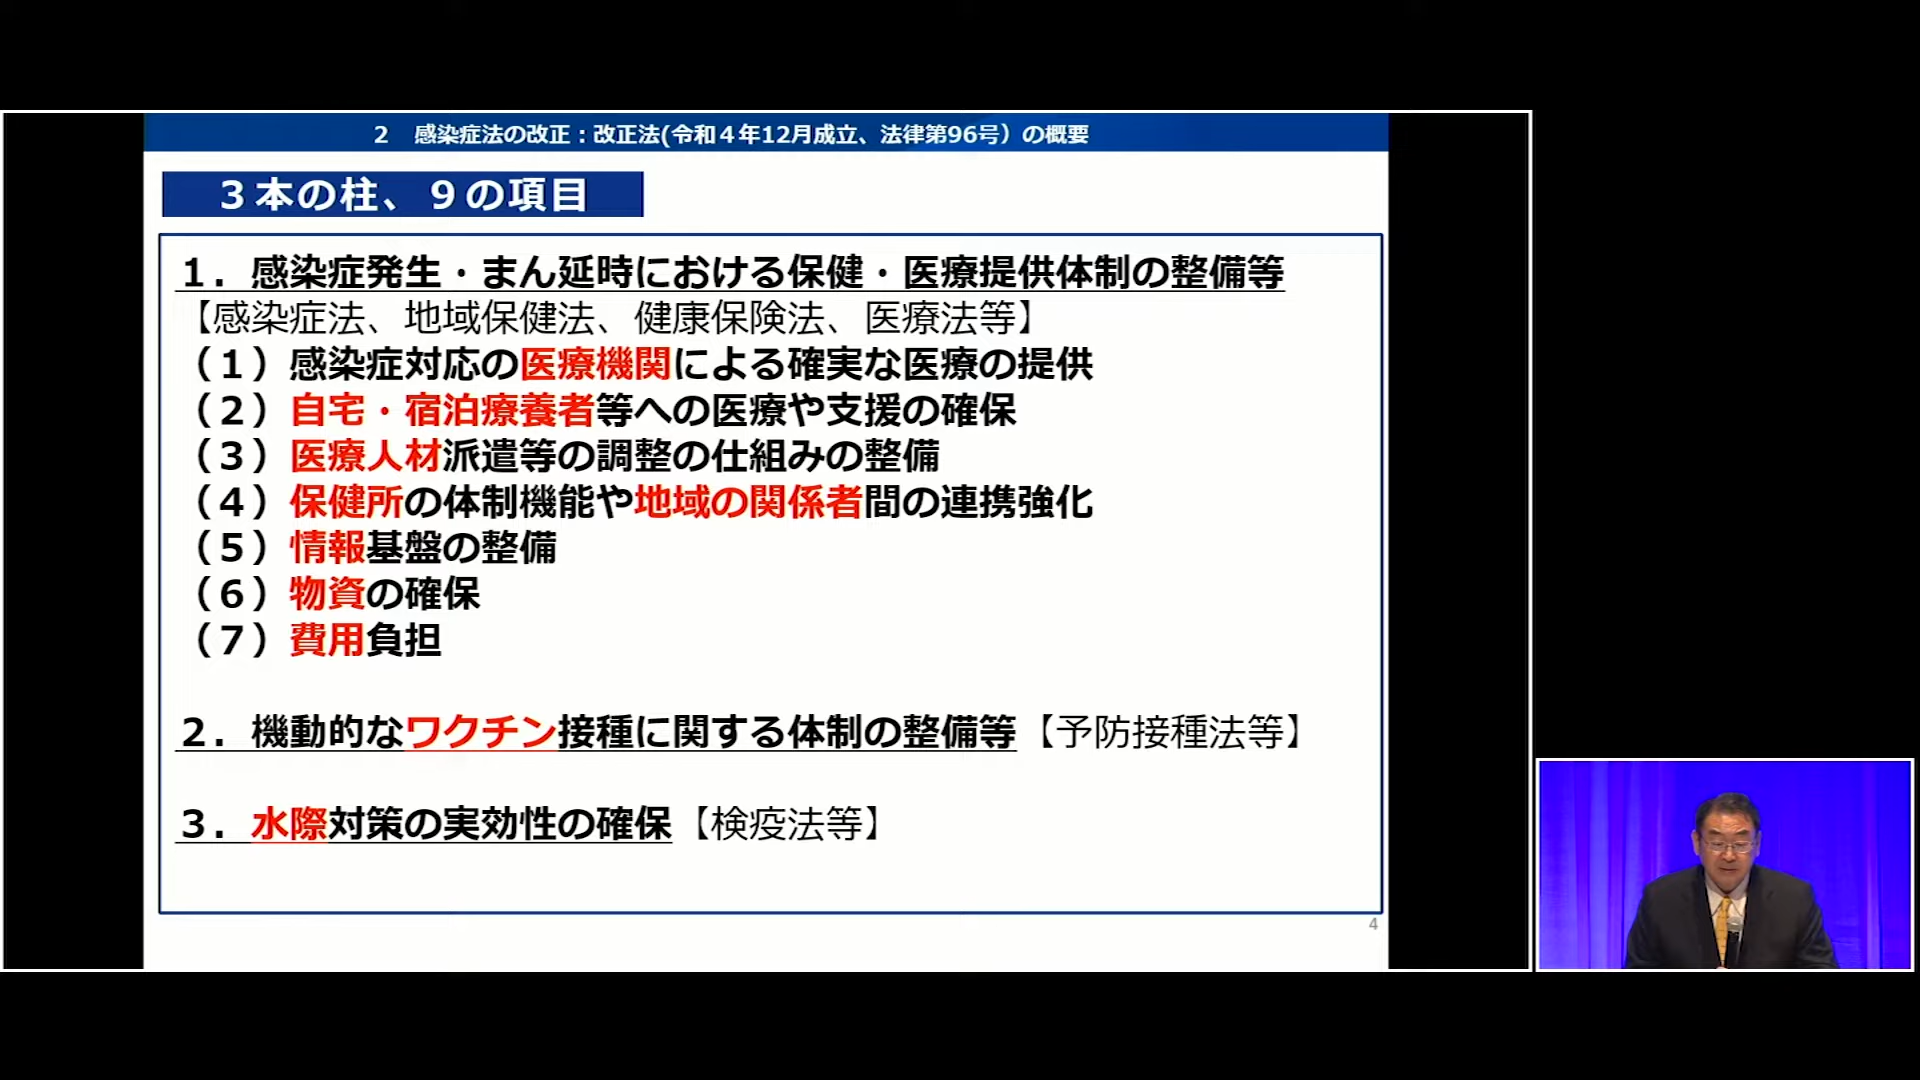 ２　感染症法の改正：改正法(令和４年12月成立、法律第96号）の概要
３本の柱、９の項目
１．感染症発生・まん延時における保健・医療提供体制の整備等
【感染症法、地域保健法、健康保険法、医療法等】
（１）感染症対応の医療機関による確実な医療の提供
（２）自宅・宿泊療養者等への医療や支援の確保
（３）医療人材派遣等の調整の仕組みの整備
（４）保健所の体制機能や地域の関係者間の連携強化
（５）情報基盤の整備
（６）物資の確保
（７）費用負担
２．機動的なワクチン接種に関する体制の整備等【予防接種法等】
３．水際対策の実効性の確保【検疫法等】
4